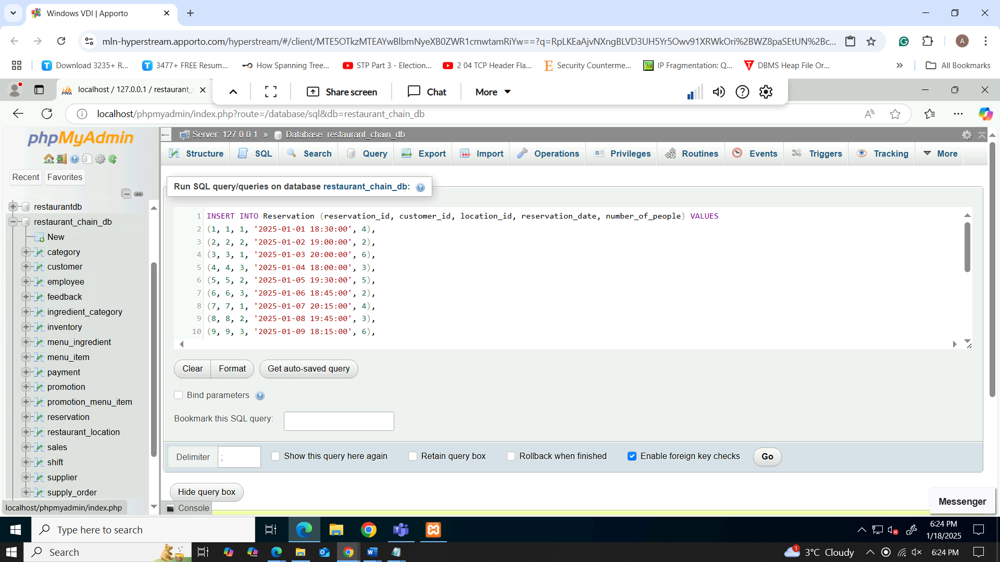 Windows VDI | Apporto
mln-hyperstream.apporto.com/hyperstream/#/client/MTE5OTkzMTEAYwBlbmNyeXB0ZWR1cmwtamRiYw==?q=RpLKEaAjvNXngBLVD3UH5Yr5Owv91XRWkOri%2BWZ8paSEtUN%2Bc...
A
Download 3235+ R...
3477+ FREE Resum...
How Spanning Tree...
STP Part 3 - Election...
2 04 TCP Header Fla...
Security Counterme...
IP Fragmentation: Q...
DBMS Heap File Or...
All Bookmarks
localhost / 127.0.0.1 / restaurant_
Share screen
Chat
More
localhost/phpmyadmin/index.php?route=/database/sql&db=restaurant_chain_db
phpMyAdmin
Recent
Favorites
restaurantdb
restaurant_chain_db
New
category
customer
employee
feedback
ingredient_category
inventory
menu_ingredient
menu_item
payment
promotion
promotion_menu_item
reservation
restaurant_location
sales
shift
supplier
supply_order
localhost/phpmyadmin/index.php
Server: 127.0.0.1 » Database: restaurant_chain_db
Structure
SQL
Search
Query
Export
Import
Operations
Privileges
Routines
Events
Triggers
Tracking
More
Run SQL query/queries on database restaurant_chain_db:
1 INSERT INTO Reservation (reservation_id, customer_id, location_id, reservation_date, number_of_people) VALUES
2 (1, 1, 1, '2025-01-01 18:30:00', 4),
3 (2, 2, 2, '2025-01-02 19:00:00', 2),
4 (3, 3, 1, '2025-01-03 20:00:00', 6),
5 (4, 4, 3, '2025-01-04 18:00:00', 3),
6 (5, 5, 2, '2025-01-05 19:30:00', 5),
7 (6, 6, 3, '2025-01-06 18:45:00', 2),
8 (7, 7, 1, '2025-01-07 20:15:00', 4),
9 (8, 8, 2, '2025-01-08 19:45:00', 3),
10 (9, 9, 3, '2025-01-09 18:15:00', 6),
Clear
Format
Get auto-saved query
Bind parameters
Bookmark this SQL query:
Delimiter
;
Show this query here again
Retain query box
Rollback when finished
Enable foreign key checks
Go
Hide query box
Console
Messenger
Type here to search
6:24 PM
1/18/2025
Search
1
3°C Cloudy
6:24 PM